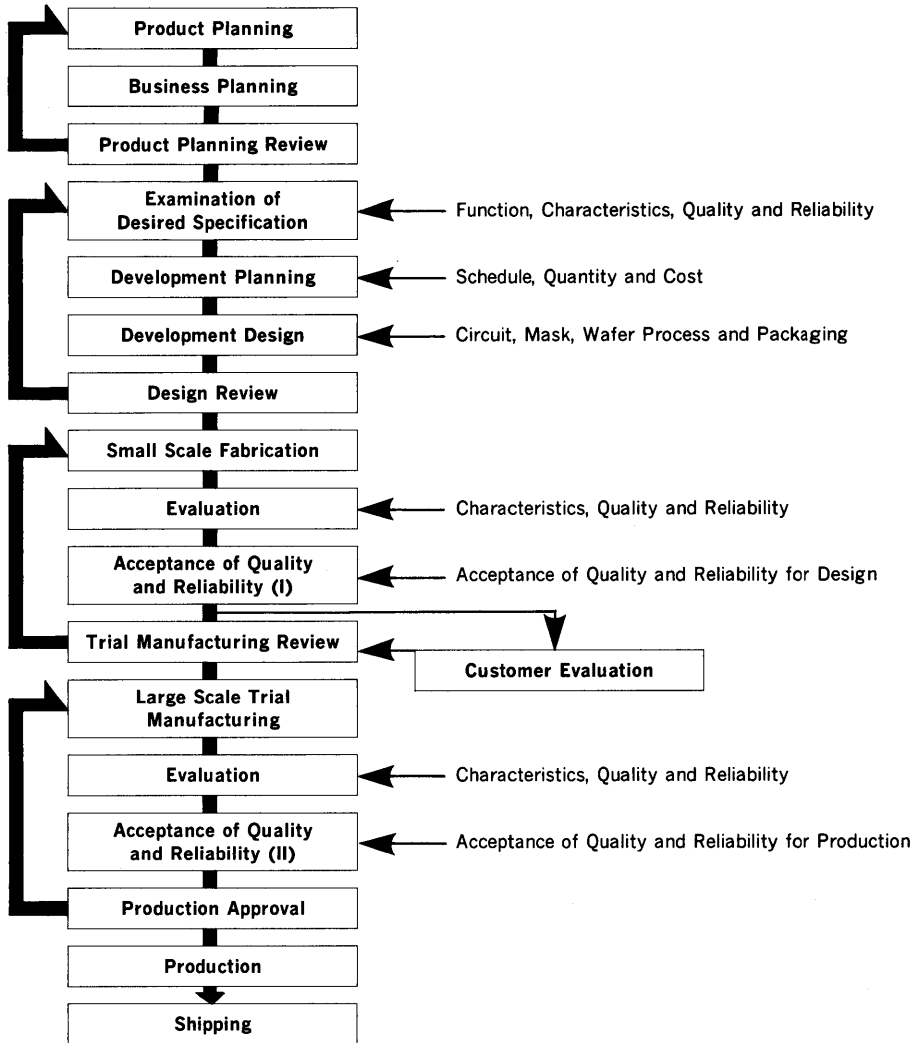 Product Planning
Business Planning
Product Planning Review
Examination of
Desired Specification
Function, Characteristics, Quality and Reliability
Development Planning
Schedule, Quantity and Cost
Development Design
Circuit, Mask, Wafer Process and Packaging
Design Review
Small Scale Fabrication
Evaluation
Characteristics, Quality and Reliability
Acceptance of Quality
and Reliability (I)
Acceptance of Quality and Reliability for Design
Trial Manufacturing Review
Customer Evaluation
Large Scale Trial
Manufacturing
Evaluation
Characteristics, Quality and Reliability
Acceptance of Quality
and Reliability (II)
Acceptance of Quality and Reliability for Production
Production Approval
Production
Shipping